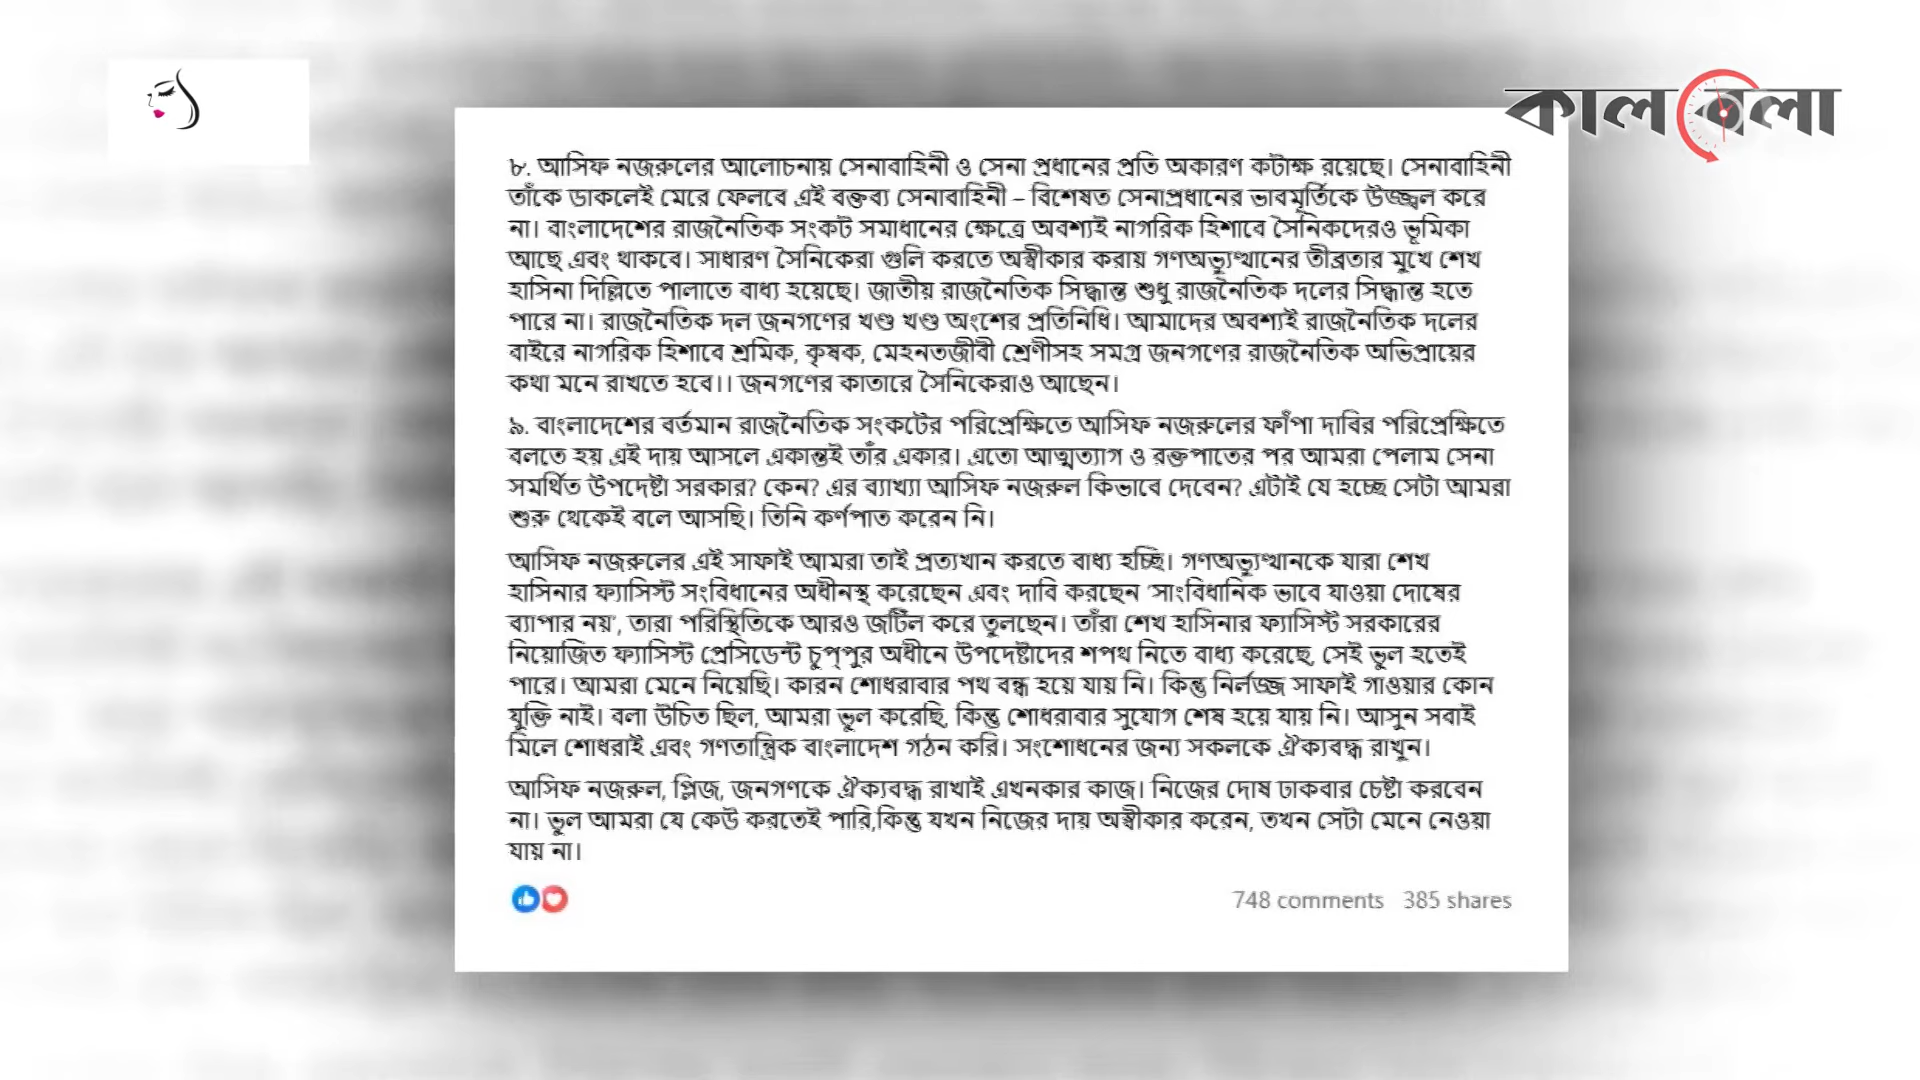 কালবেলা
৮. আসিফ নজরুলের আলোচনায় সেনাবাহিনী ও সেনা প্রধানের প্রতি অকারণ কটাক্ষ রয়েছে। সেনাবাহিনী
তাঁকে ডাকলেই মেরে ফেলবে এই বক্তব্য সেনাবাহিনী – বিশেষত সেনাপ্রধানের ভাবমূর্তিকে উজ্জ্বল করে
না। বাংলাদেশের রাজনৈতিক সংকট সমাধানের ক্ষেত্রে অবশ্যই নাগরিক হিশাবে সৈনিকদেরও ভূমিকা
আছে এবং থাকবে। সাধারণ সৈনিকেরা গুলি করতে অস্বীকার করায় গণঅভ্যুত্থানের তীব্রতার মুখে শেখ
হাসিনা দিল্লিতে পালাতে বাধ্য হয়েছে। জাতীয় রাজনৈতিক সিদ্ধান্ত শুধু রাজনৈতিক দলের সিদ্ধান্ত হতে
পারে না। রাজনৈতিক দল জনগণের খণ্ড খণ্ড অংশের প্রতিনিধি। আমাদের অবশ্যই রাজনৈতিক দলের
বাইরে নাগরিক হিশাবে শ্রমিক, কৃষক, মেহনতজীবী শ্রেণীসহ সমগ্র জনগণের রাজনৈতিক অভিপ্রায়ের
কথা মনে রাখতে হবে।। জনগণের কাতারে সৈনিকেরাও আছেন।
৯. বাংলাদেশের বর্তমান রাজনৈতিক সংকটের পরিপ্রেক্ষিতে আসিফ নজরুলের ফাঁপা দাবির পরিপ্রেক্ষিতে
বলতে হয় এই দায় আসলে একান্তই তাঁর একার। এতো আত্মত্যাগ ও রক্তপাতের পর আমরা পেলাম সেনা
সমর্থিত উপদেষ্টা সরকার? কেন? এর ব্যাখ্যা আসিফ নজরুল কিভাবে দেবেন? এটাই যে হচ্ছে সেটা আমরা
শুরু থেকেই বলে আসছি। তিনি কর্ণপাত করেন নি।
আসিফ নজরুলের এই সাফাই আমরা তাই প্রত্যখান করতে বাধ্য হচ্ছি। গণঅভ্যুত্থানকে যারা শেখ
হাসিনার ফ্যাসিস্ট সংবিধানের অধীনস্থ করেছেন এবং দাবি করছেন ‘সাংবিধানিক ভাবে যাওয়া দোষের
ব্যাপার নয়’, তারা পরিস্থিতিকে আরও জটিল করে তুলছেন। তাঁরা শেখ হাসিনার ফ্যাসিস্ট সরকারের
নিয়োজিত ফ্যাসিস্ট প্রেসিডেন্ট চুপ্পুর অধীনে উপদেষ্টাদের শপথ নিতে বাধ্য করেছে, সেই ভুল হতেই
পারে। আমরা মেনে নিয়েছি। কারন শোধরাবার পথ বন্ধ হয়ে যায় নি। কিন্তু নির্লজ্জ সাফাই গাওয়ার কোন
যুক্তি নাই। বলা উচিত ছিল, আমরা ভুল করেছি, কিন্তু শোধরাবার সুযোগ শেষ হয়ে যায় নি। আসুন সবাই
মিলে শোধরাই এবং গণতান্ত্রিক বাংলাদেশ গঠন করি। সংশোধনের জন্য সকলকে ঐক্যবদ্ধ রাখুন।
আসিফ নজরুল, প্লিজ, জনগণকে ঐক্যবদ্ধ রাখাই এখনকার কাজ। নিজের দোষ ঢাকবার চেষ্টা করবেন
না। ভুল আমরা যে কেউ করতেই পারি,কিন্তু যখন নিজের দায় অস্বীকার করেন, তখন সেটা মেনে নেওয়া
যায় না।
748 comments 385 shares